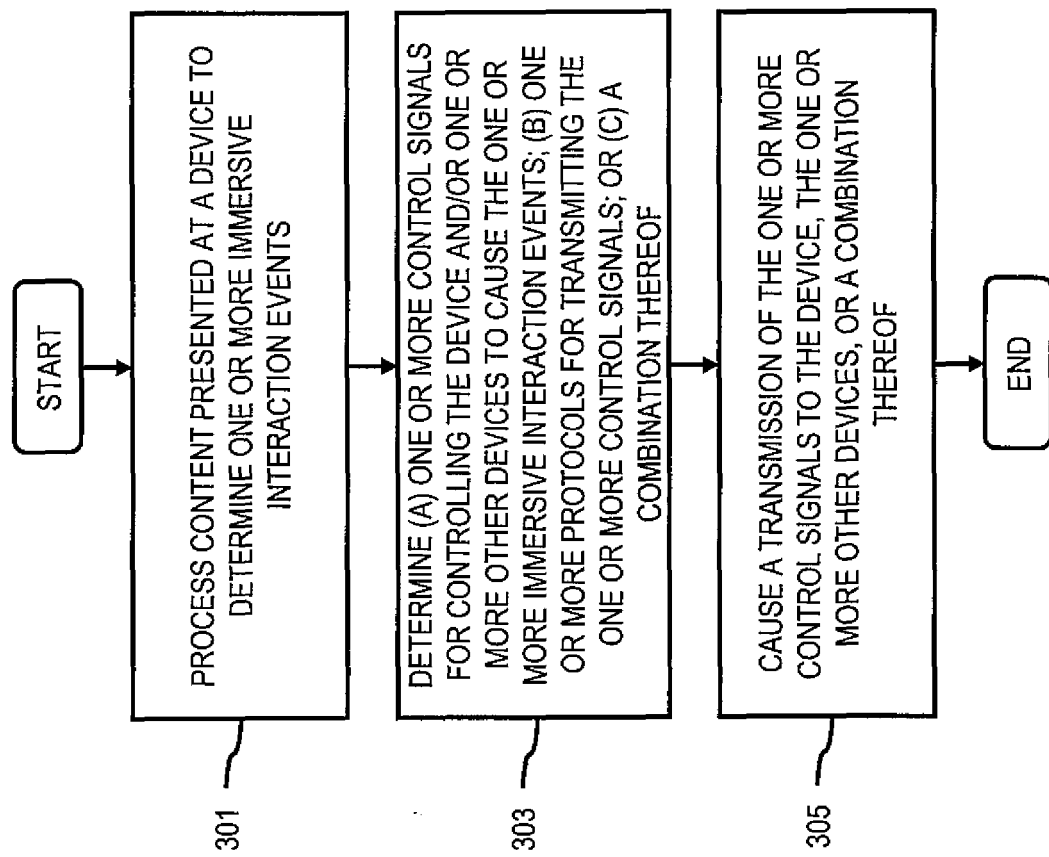 START
301
PROCESS CONTENT PRESENTED AT A DEVICE TO
DETERMINE ONE OR MORE IMMERSIVE
INTERACTION EVENTS
303
DETERMINE (A) ONE OR MORE CONTROL SIGNALS
FOR CONTROLLING THE DEVICE AND/OR ONE OR
MORE OTHER DEVICES TO CAUSE THE ONE OR
MORE IMMERSIVE INTERACTION EVENTS; (B) ONE
OR MORE PROTOCOLS FOR TRANSMITTING THE
ONE OR MORE CONTROL SIGNALS; OR (C) A
COMBINATION THEREOF
305
CAUSE A TRANSMISSION OF THE ONE OR MORE
CONTROL SIGNALS TO THE DEVICE, THE ONE OR
MORE OTHER DEVICES, OR A COMBINATION
THEREOF
END